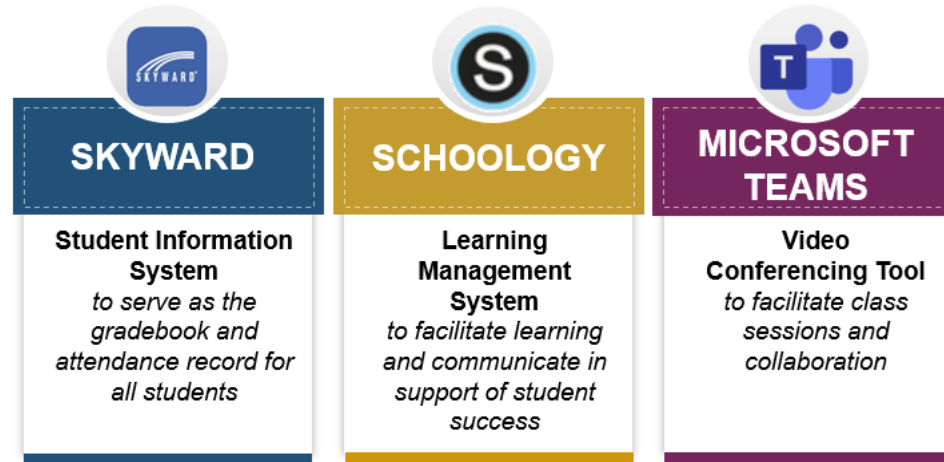 SKYWARD
S
T
SKYWARD
Student Information
System
to serve as the
gradebook and
attendance record for
all students
SCHOOLOGY
Learning
Management
System
to facilitate learning
and communicate in
support of student
success
MICROSOFT
TEAMS
Video
Conferencing Tool
to facilitate class
sessions and
collaboration